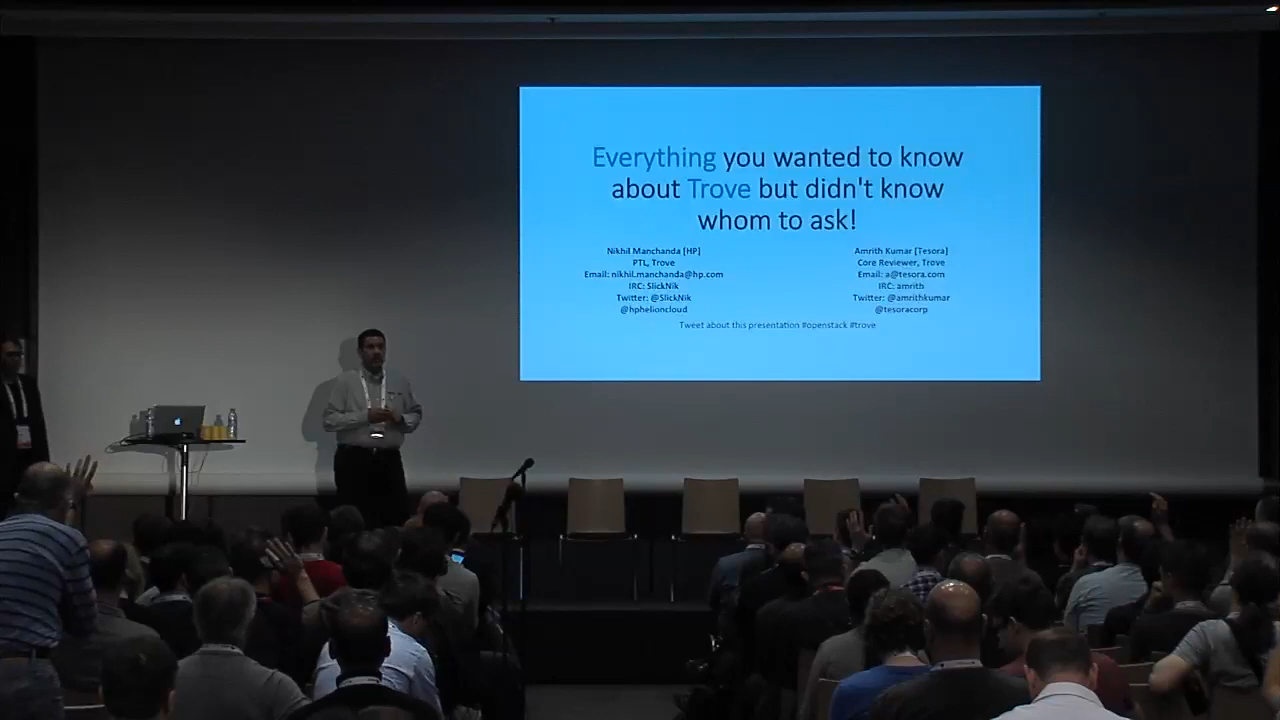 Everything you wanted to know
about Trove but didn't know
whom to ask!
Nikhil Manchanda [HP]
PTL, Trove
Email: nikhil.manchanda@hp.com
IRC: SlickNik
Twitter: @SlickNik
@hphelioncloud
Amrith Kumar [Tesora]
Core Reviewer, Trove
Email: a@tesora.com
IRC: amrith
Twitter: @amrithkumar
@tesoracorp
Tweet about this presentation #openstack #trove